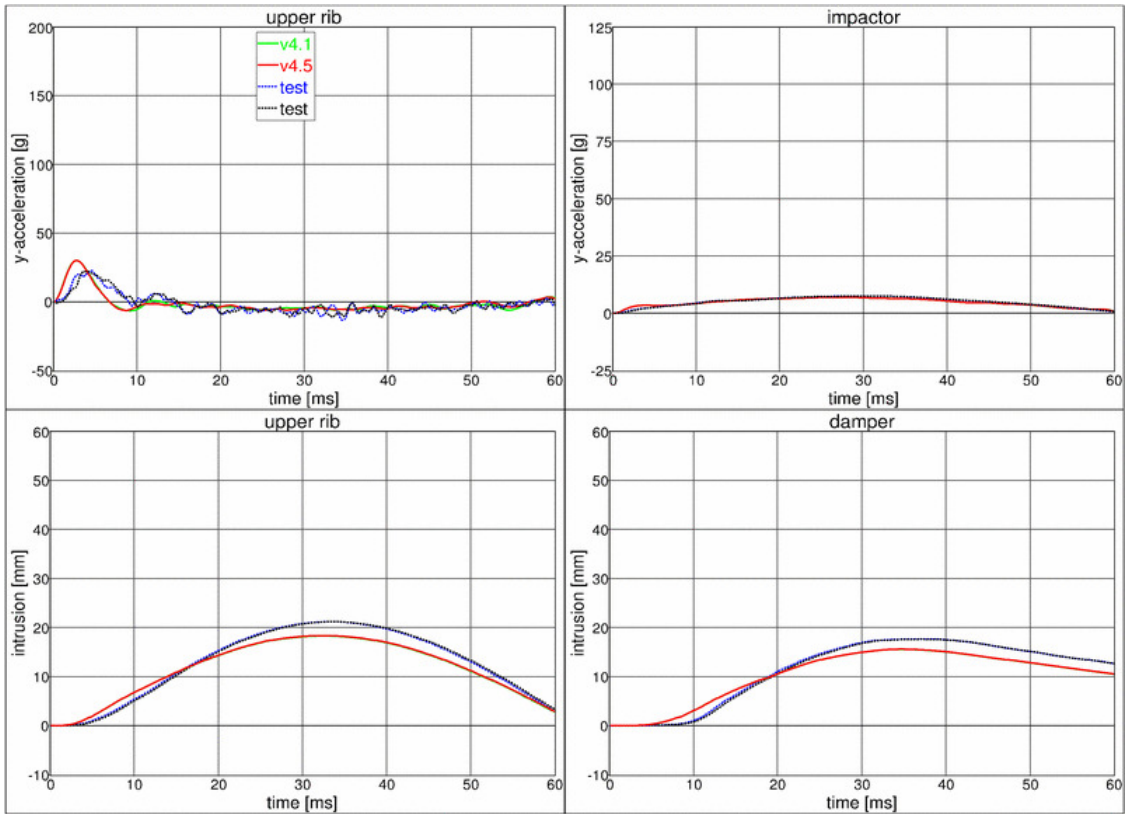 upper rib
200
150
100
50
0
-50
y-acceleration [g]
v4.1
v4.5
test
test
0 10 20 30 40 50 60
time [ms]
impactor
125
100
75
50
25
0
-25
y-acceleration [g]
0 10 20 30 40 50 60
time [ms]
upper rib
60
50
40
30
20
10
0
-10
intrusion [mm]
0 10 20 30 40 50 60
time [ms]
damper
60
50
40
30
20
10
0
-10
intrusion [mm]
0 10 20 30 40 50 60
time [ms]